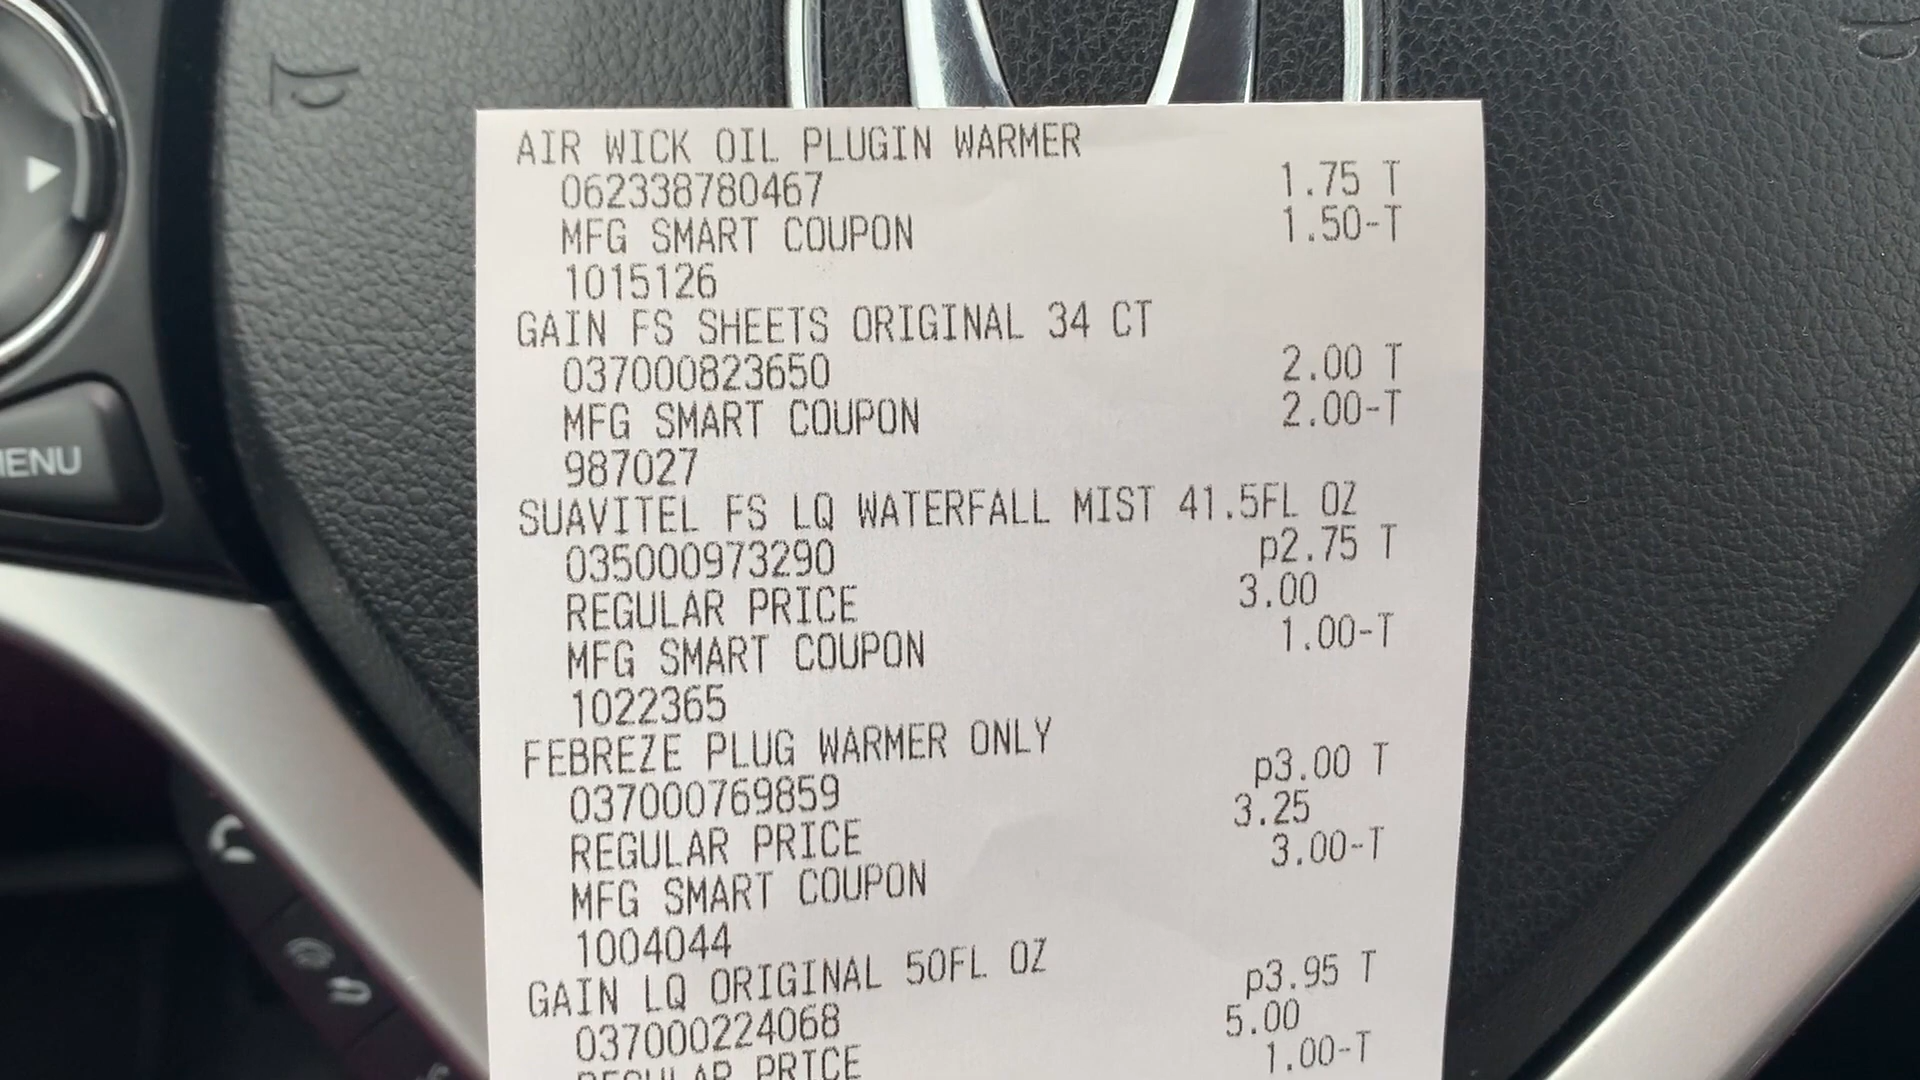 AIR WICK OIL PLUGIN WARMER
062338780467 1.75 T
MFG SMART COUPON 1.50-T
1015126
GAIN FS SHEETS ORIGINAL 34 CT
037000823650 2.00 T
MFG SMART COUPON 2.00-T
987027
SUAVITEL FS LQ WATERFALL MIST 41.5FL OZ
035000973290 p2.75 T
REGULAR PRICE 3.00
MFG SMART COUPON 1.00-T
1022365
FEBREZE PLUG WARMER ONLY
037000769859 p3.00 T
REGULAR PRICE 3.25
MFG SMART COUPON 3.00-T
1004044
GAIN LQ ORIGINAL 50FL OZ
037000224068 p3.95 T
REGULAR PRICE 5.00
1.00-T
ENU